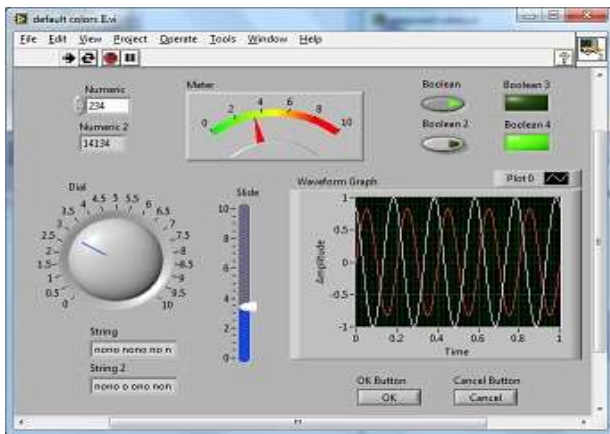 default colors II.vi
File Edit View Project Operate Tools Window Help
Numeric
234
Numeric 2
14134
Meter
0 2 4 6 8 10
Boolean
Boolean 3
Boolean 2
Boolean 4
Dial
0 0.5 1 1.5 2 2.5 3 3.5 4 4.5 5 5.5 6 6.5 7 7.5 8 8.5 9 9.5 10
Slide
10
8
6
4
2
0
Waveform Graph
Plot 0
Amplitude
1
0.5
0
-0.5
-1
0 0.2 0.4 0.6 0.8 1
Time
String
nono nono no n
String 2
nono o ono non
OK Button
OK
Cancel Button
Cancel